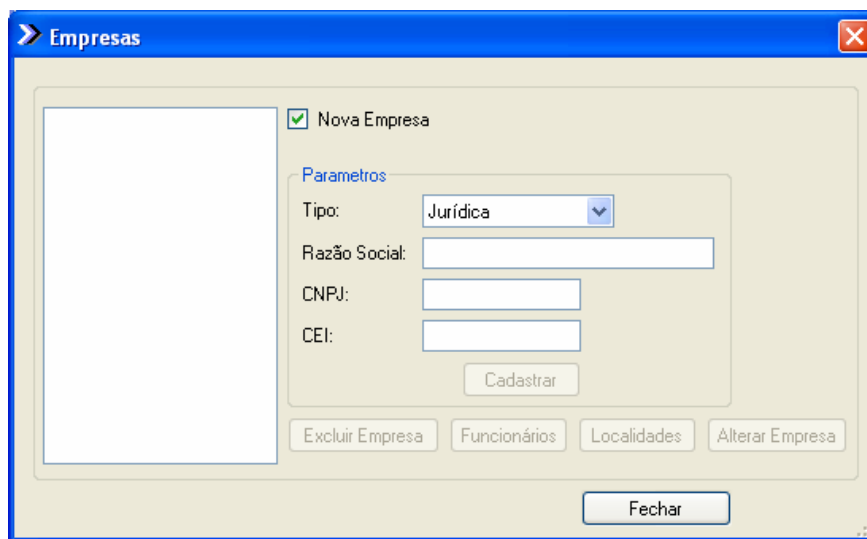 Empresas
Nova Empresa
Parametros
Tipo: Jurídica
Razão Social:
CNPJ:
CEI:
Cadastrar
Excluir Empresa Funcionários Localidades Alterar Empresa
Fechar